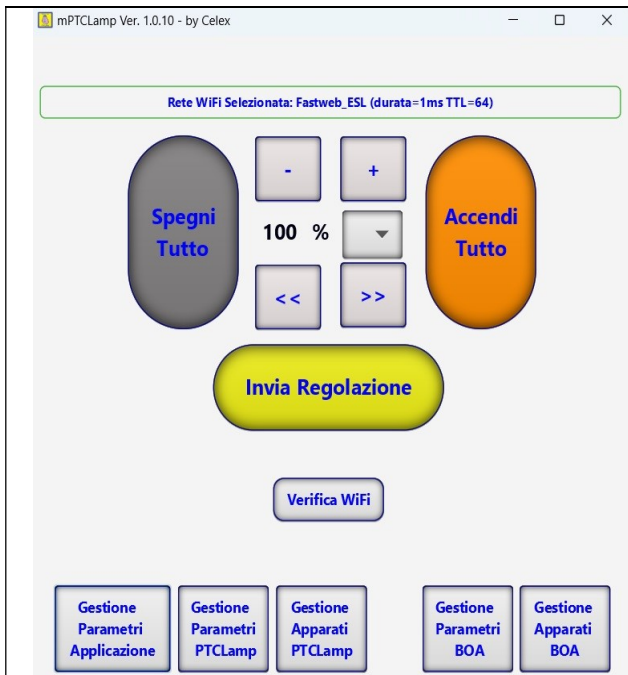 mPTCLamp Ver. 1.0.10 - by Celex
Rete WiFi Selezionata: Fastweb_ESL (durata=1ms TTL=64)
Spegni
Tutto
-
+
100 %
<<
>>
Accendi
Tutto
Invia Regolazione
Verifica WiFi
Gestione
Parametri
Applicazione
Gestione
Parametri
PTCLamp
Gestione
Apparati
PTCLamp
Gestione
Parametri
BOA
Gestione
Apparati
BOA